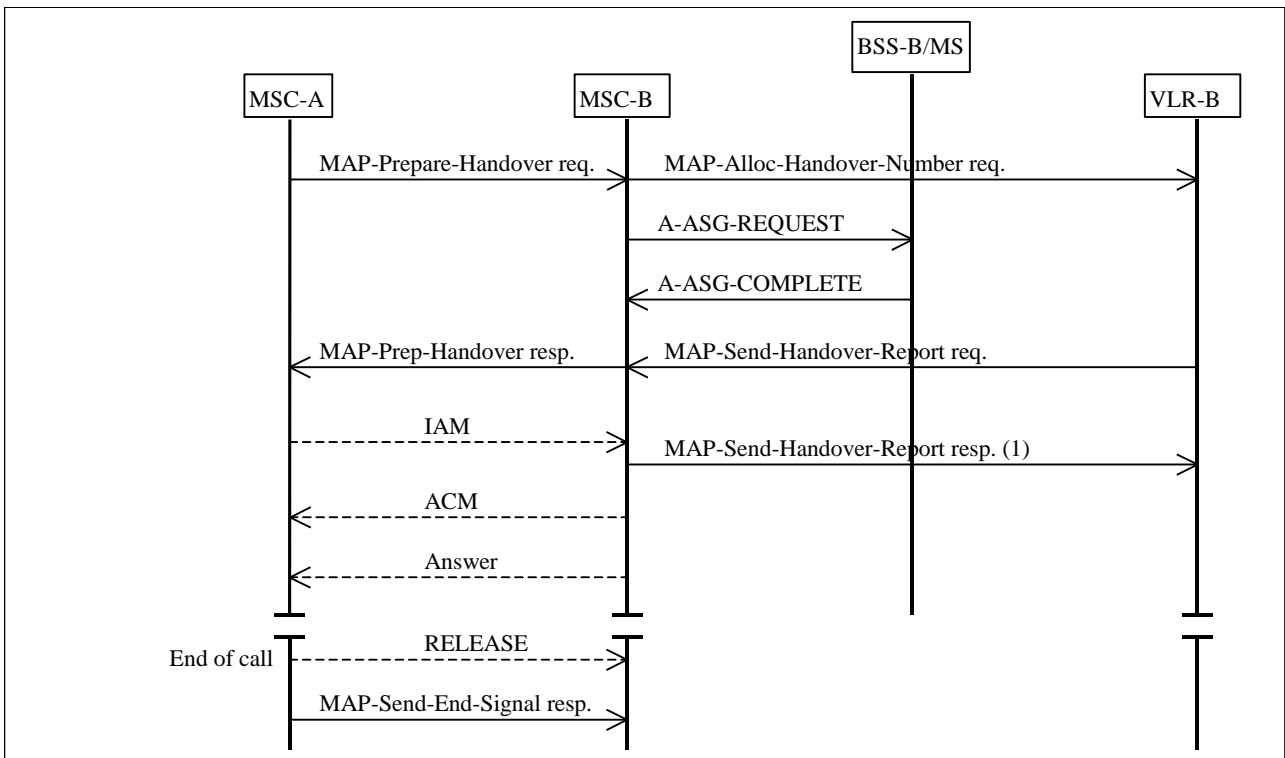 BSS-B/MS
MSC-A
MSC-B
VLR-B
MAP-Prepare-Handover req.
MAP-Alloc-Handover-Number req.
A-ASG-REQUEST
A-ASG-COMPLETE
MAP-Prep-Handover resp.
MAP-Send-Handover-Report req.
IAM
MAP-Send-Handover-Report resp. (1)
ACM
Answer
RELEASE
End of call
MAP-Send-End-Signal resp.